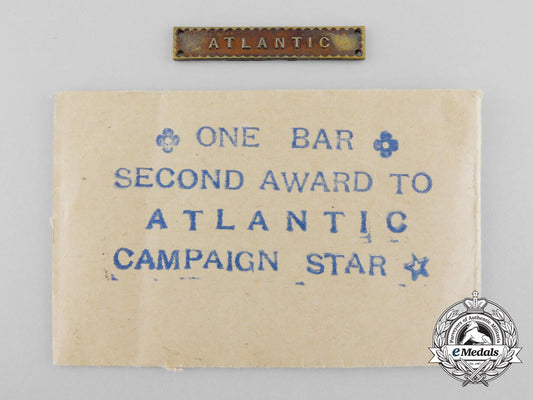 ATLANTIC
ONE BAR
SECOND AWARD TO
ATLANTIC
CAMPAIGN STAR
eMedals